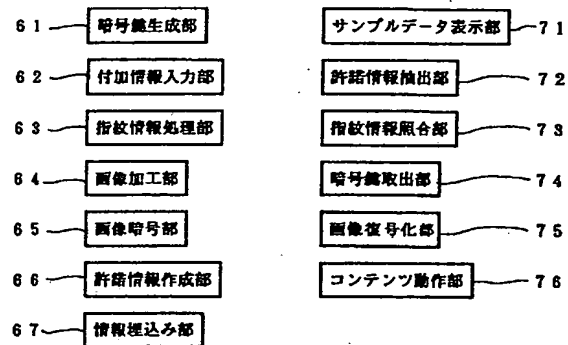 61 暗号鍵生成部
62 付加情報入力部
63 指紋情報処理部
64 画像加工部
65 画像暗号部
66 許諾情報作成部
67 情報埋込み部
サンプルデータ表示部 71
許諾情報抽出部 72
指紋情報照合部 73
暗号鍵取出部 74
画像復号化部 75
コンテンツ動作部 76